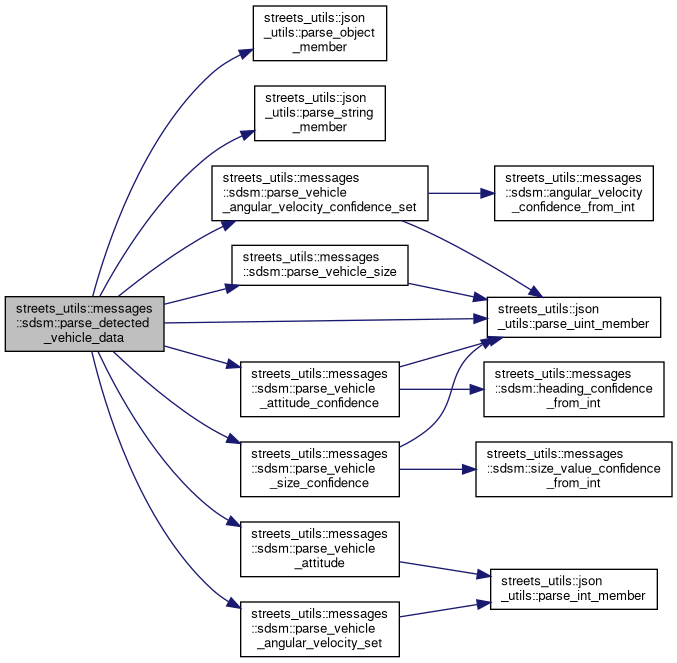 streets_utils::json
_utils::parse_object
_member
streets_utils::json
_utils::parse_string
_member
streets_utils::messages
::sdsm::parse_vehicle
_angular_velocity_confidence_set
streets_utils::messages
::sdsm::angular_velocity
_confidence_from_int
streets_utils::messages
::sdsm::parse_vehicle_size
streets_utils::messages
::sdsm::parse_detected
_vehicle_data
streets_utils::json
_utils::parse_uint_member
streets_utils::messages
::sdsm::parse_vehicle
_attitude_confidence
streets_utils::messages
::sdsm::heading_confidence
_from_int
streets_utils::messages
::sdsm::parse_vehicle
_size_confidence
streets_utils::messages
::sdsm::size_value_confidence
_from_int
streets_utils::messages
::sdsm::parse_vehicle
_attitude
streets_utils::json
_utils::parse_int_member
streets_utils::messages
::sdsm::parse_vehicle
_angular_velocity_set